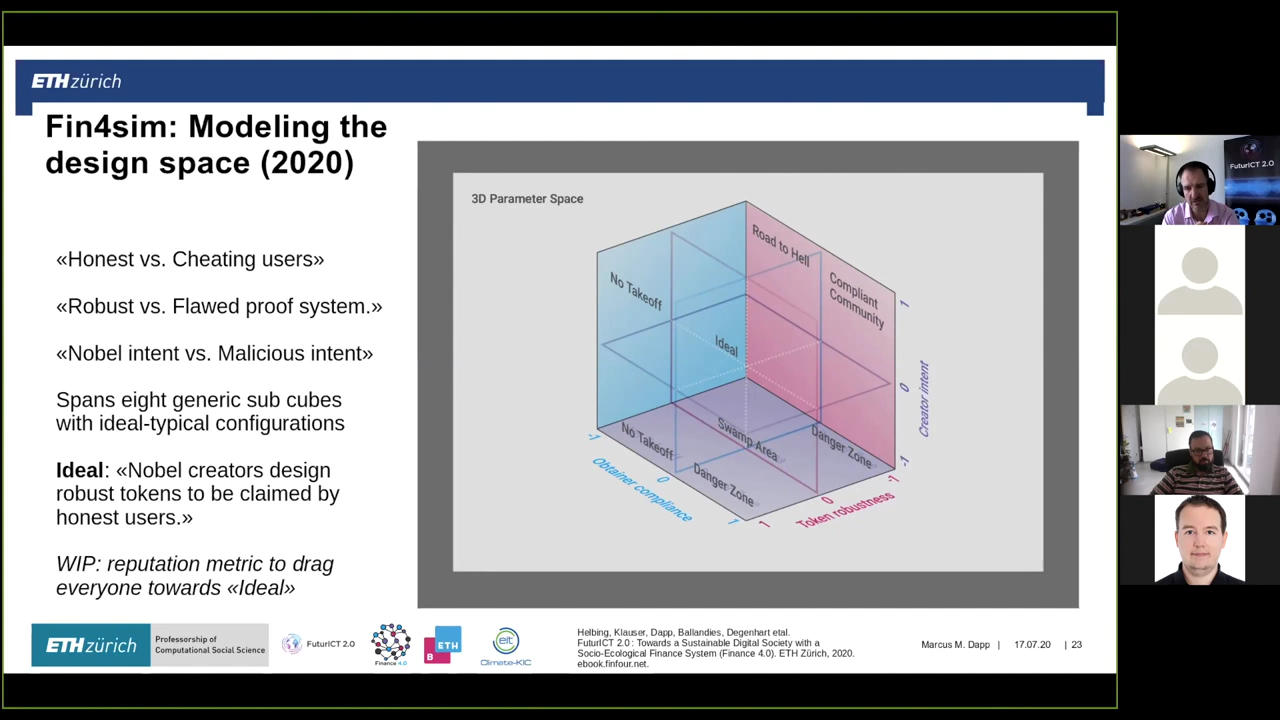 ETH zürich
Fin4sim: Modeling the
design space (2020)
«Honest vs. Cheating users»
«Robust vs. Flawed proof system.»
«Nobel intent vs. Malicious intent»
Spans eight generic sub cubes
with ideal-typical configurations
Ideal: «Nobel creators design
robust tokens to be claimed by
honest users.»
WIP: reputation metric to drag
everyone towards «Ideal»
3D Parameter Space
Road to Hell
No Takeoff
Compliant
Community
1
Ideal
0
Creator intent
Swamp Area
Danger Zone
No Takeoff
Danger Zone
-1
-1
Obtainer compliance
0
1
1
0
-1
Token robustness
ETH zürich
Professorship of
Computational Social Science
FuturICT 2.0
Finance 4.0
B
ETH
eit
Climate-KIC
Helbing, Klauser, Dapp, Ballandies, Degenhart etal.
FuturICT 2.0 : Towards a Sustainable Digital Society with a
Socio-Ecological Finance System (Finance 4.0). ETH Zürich, 2020.
ebook.finfour.net.
Marcus M. Dapp | 17.07.20 | 23
FuturICT 2.0